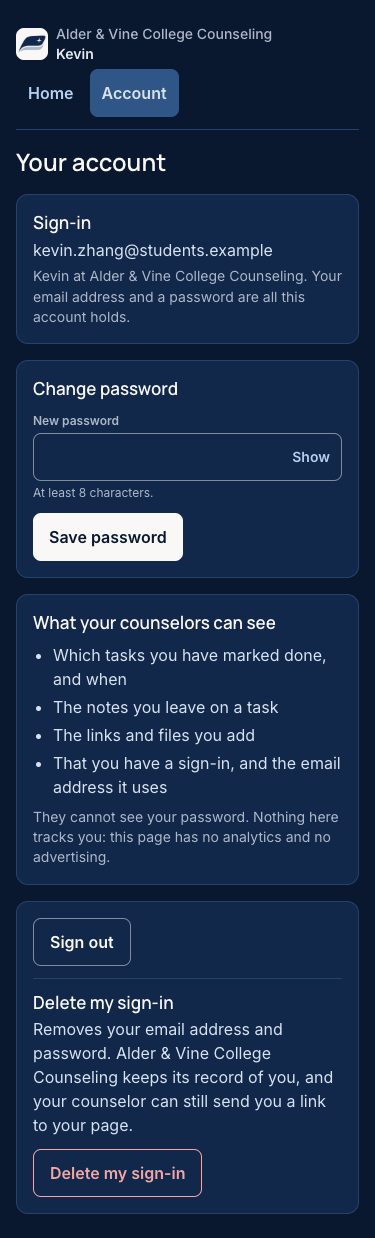 Alder & Vine College Counseling
Kevin
Home Account
Your account
Sign-in
kevin.zhang@students.example
Kevin at Alder & Vine College Counseling. Your
email address and a password are all this
account holds.
Change password
New password
Show
At least 8 characters.
Save password
What your counselors can see
• Which tasks you have marked done,
and when
• The notes you leave on a task
• The links and files you add
• That you have a sign-in, and the email
address it uses
They cannot see your password. Nothing here
tracks you: this page has no analytics and no
advertising.
Sign out
Delete my sign-in
Removes your email address and
password. Alder & Vine College
Counseling keeps its record of you, and
your counselor can still send you a link
to your page.
Delete my sign-in